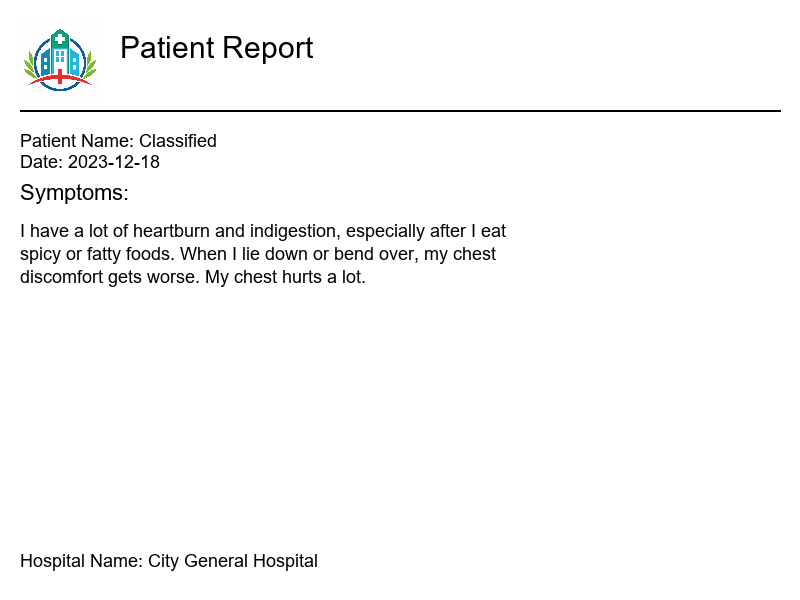 Patient Report
Patient Name: Classified
Date: 2023-12-18
Symptoms:
I have a lot of heartburn and indigestion, especially after I eat
spicy or fatty foods. When I lie down or bend over, my chest
discomfort gets worse. My chest hurts a lot.
Hospital Name: City General Hospital